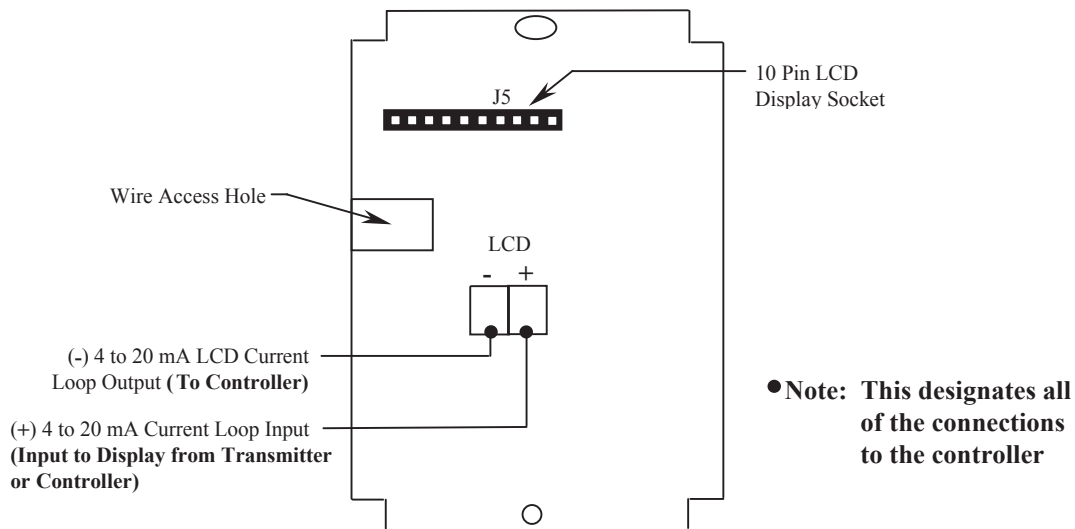 10 Pin LCD
Display Socket
J5
Wire Access Hole
LCD
- +
(-) 4 to 20 mA LCD Current
Loop Output (To Controller)
(+) 4 to 20 mA Current Loop Input
(Input to Display from Transmitter
or Controller)
●Note: This designates all
of the connections
to the controller